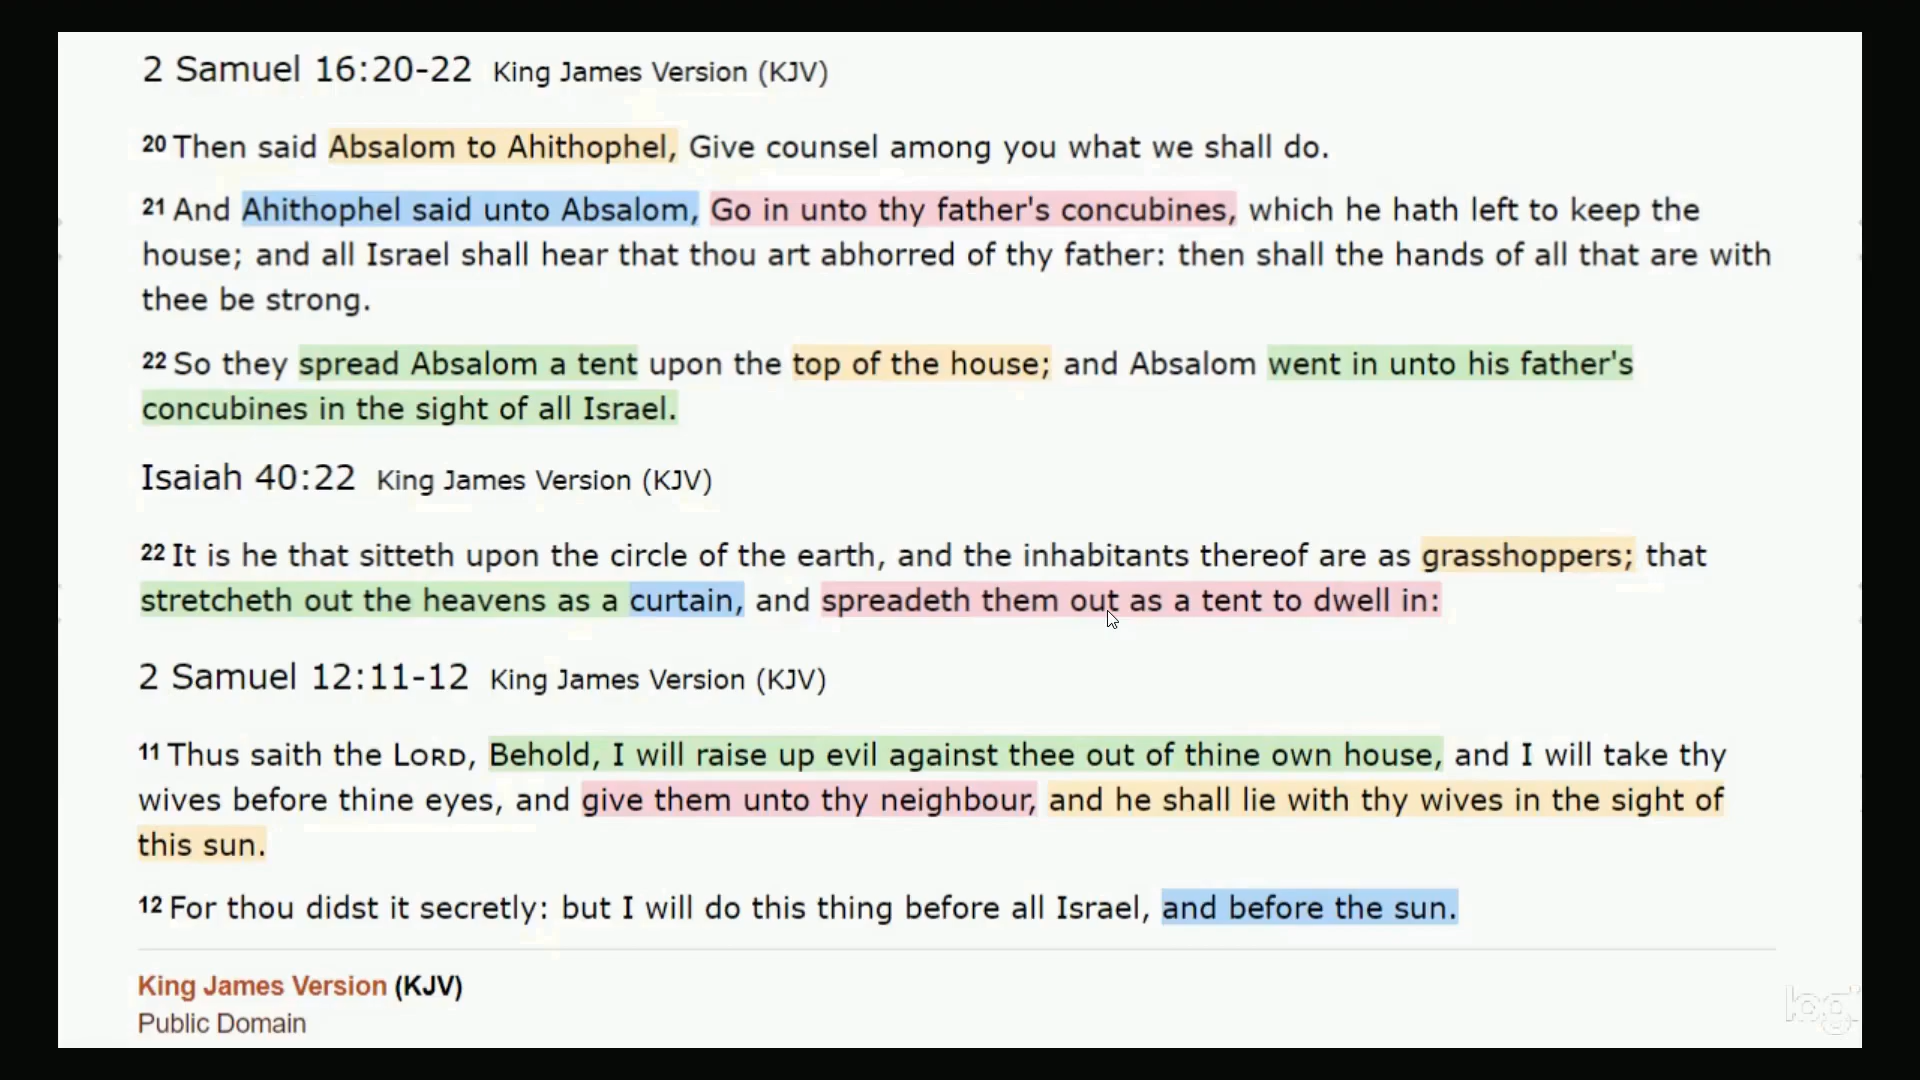 2 Samuel 16:20-22 King James Version (KJV)
20 Then said Absalom to Ahithophel, Give counsel among you what we shall do.
21 And Ahithophel said unto Absalom, Go in unto thy father's concubines, which he hath left to keep the
house; and all Israel shall hear that thou art abhorred of thy father: then shall the hands of all that are with
thee be strong.
22 So they spread Absalom a tent upon the top of the house; and Absalom went in unto his father's
concubines in the sight of all Israel.
Isaiah 40:22 King James Version (KJV)
22 It is he that sitteth upon the circle of the earth, and the inhabitants thereof are as grasshoppers; that
stretcheth out the heavens as a curtain, and spreadeth them out as a tent to dwell in:
2 Samuel 12:11-12 King James Version (KJV)
11 Thus saith the LORD, Behold, I will raise up evil against thee out of thine own house, and I will take thy
wives before thine eyes, and give them unto thy neighbour, and he shall lie with thy wives in the sight of
this sun.
12 For thou didst it secretly: but I will do this thing before all Israel, and before the sun.
King James Version (KJV)
Public Domain
logi